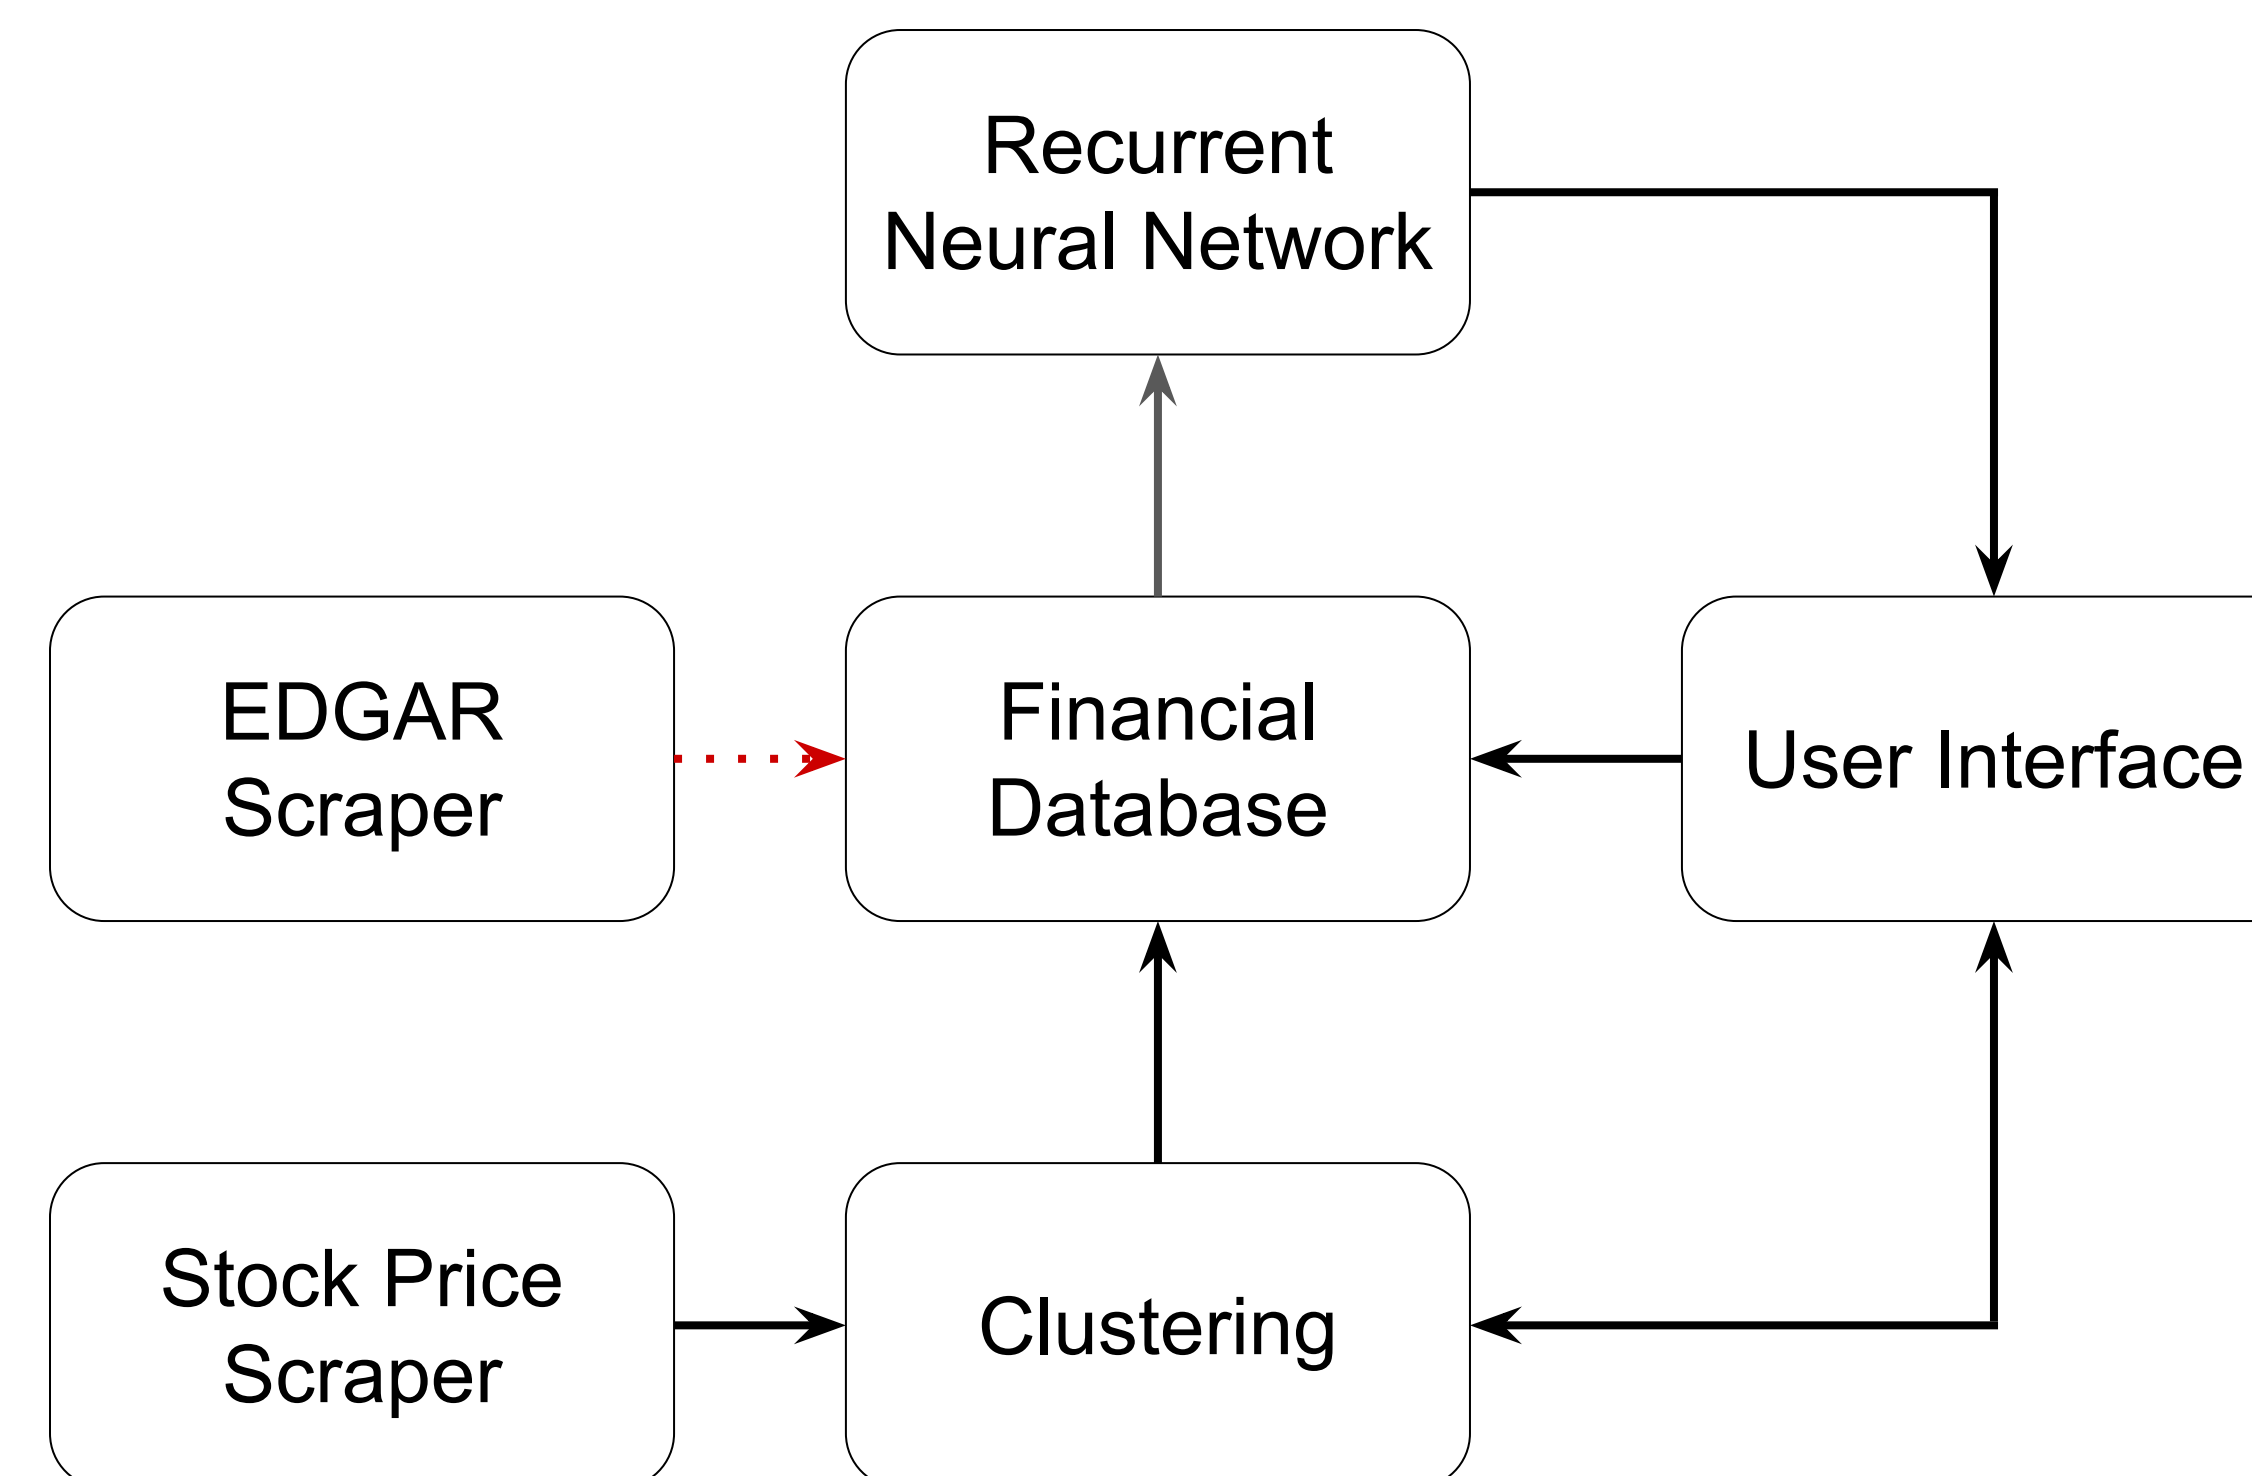 Recurrent
Neural Network
EDGAR
Scraper
Financial
Database
User Interface
Stock Price
Scraper
Clustering